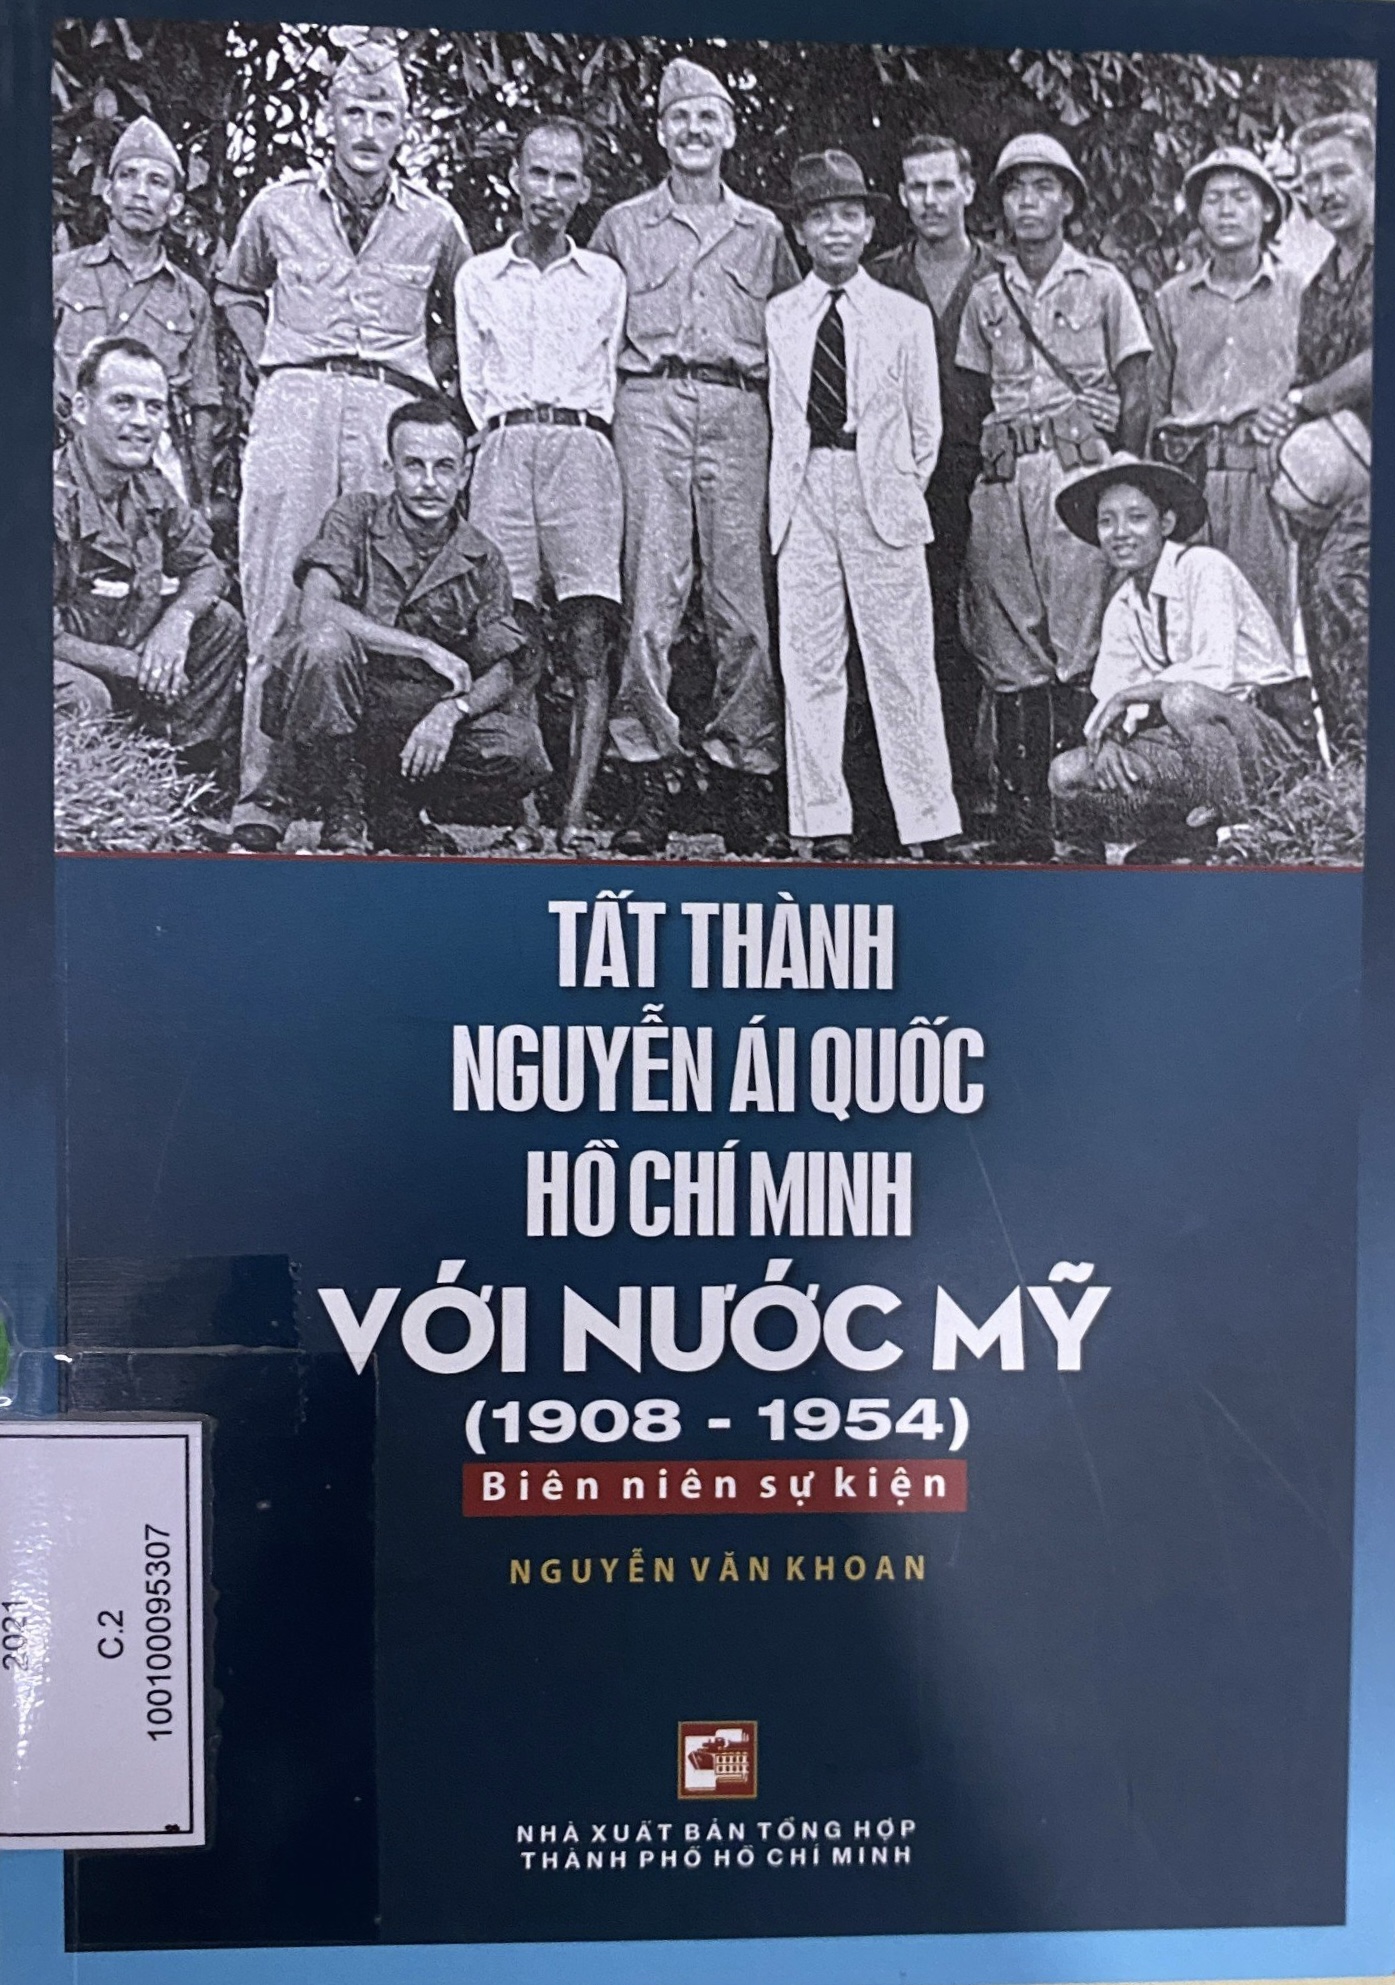 TẤT THÀNH
NGUYỄN ÁI QUỐC
HỒ CHÍ MINH
VỚI NƯỚC MỸ
(1908 - 1954)
Biên niên sự kiện
NGUYỄN VĂN KHOAN
2021
C.2
10010095307
NHÀ XUẤT BẢN TỔNG HỢP
THÀNH PHỐ HỒ CHÍ MINH